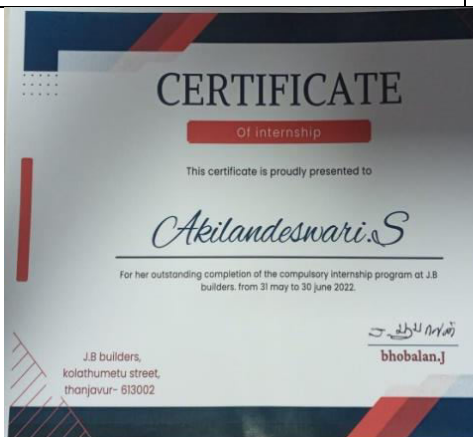 CERTIFICATE
Of internship
This certificate is proudly presented to
Akilandeswari.S
For her outstanding completion of the compulsory internship program at J.B
builders. from 31 may to 30 june 2022.
J.B builders,
kolathumetu street,
thanjavur- 613002
bhobalan.J